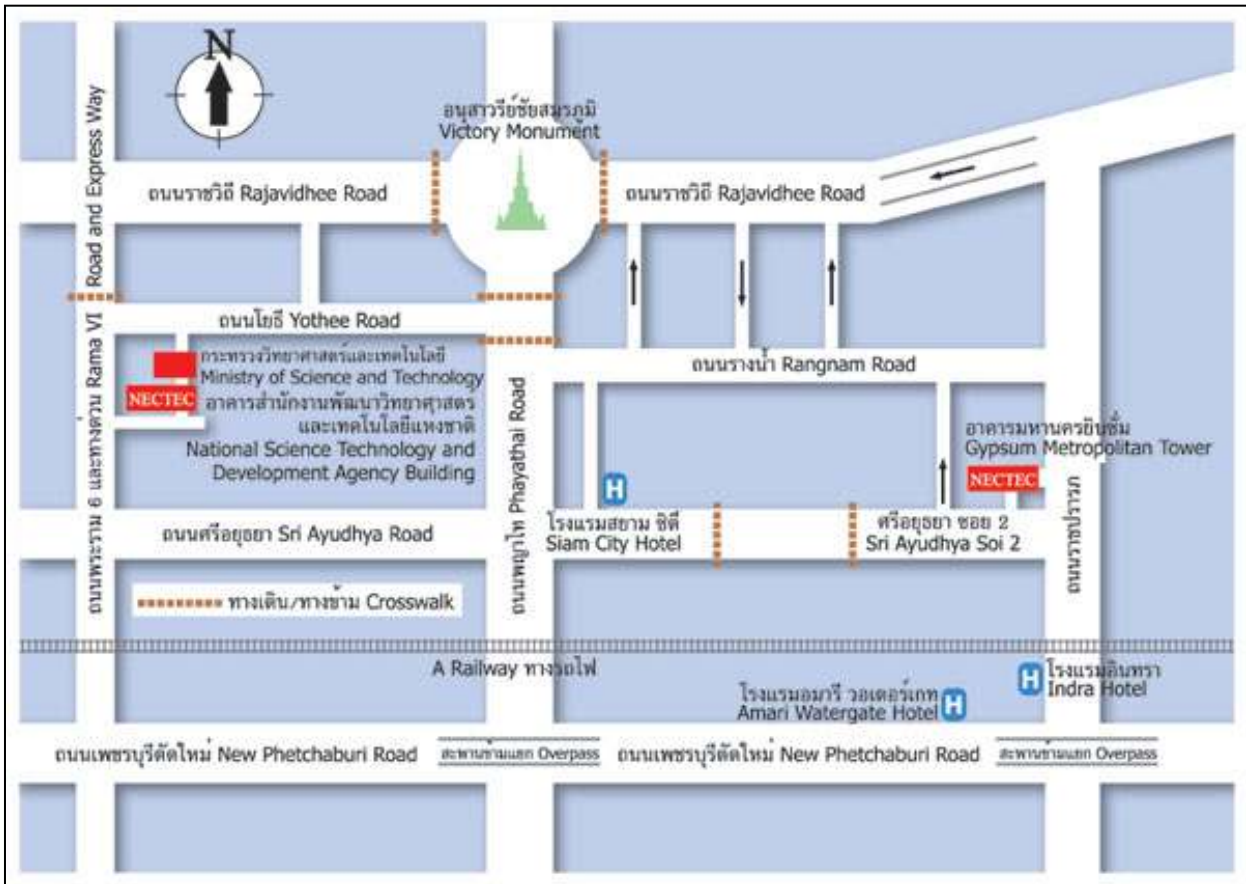 N
อนุสาวรีย์ชัยสมรภูมิ
Victory Monument
ถนนราชวิถี Rajavidhee Road
ถนนราชวิถี Rajavidhee Road
ถนนพระราม 6 และทางด่วน Rama VI Road and Express Way
ถนนโยธี Yothee Road
กระทรวงวิทยาศาสตร์และเทคโนโลยี
Ministry of Science and Technology
NECTEC
อาคารสำนักงานพัฒนาวิทยาศาสตร์
และเทคโนโลยีแห่งชาติ
National Science Technology and
Development Agency Building
ถนนพญาไท Phayathai Road
ถนนรางน้ำ Rangnam Road
อาคารมหานครยิบซั่ม
Gypsum Metropolitan Tower
NECTEC
ถนนราชปรารภ
ถนนศรีอยุธยา Sri Ayudhya Road
H
โรงแรมสยาม ซิตี
Siam City Hotel
ศรีอยุธยา ซอย 2
Sri Ayudhya Soi 2
ทางเดิน/ทางข้าม Crosswalk
A Railway ทางรถไฟ
โรงแรมอมารี วอเตอร์เกท
Amari Watergate Hotel
H
H
โรงแรมอินทรา
Indra Hotel
ถนนเพชรบุรีตัดใหม่ New Phetchaburi Road
สะพานข้ามแยก Overpass
ถนนเพชรบุรีตัดใหม่ New Phetchaburi Road
สะพานข้ามแยก Overpass